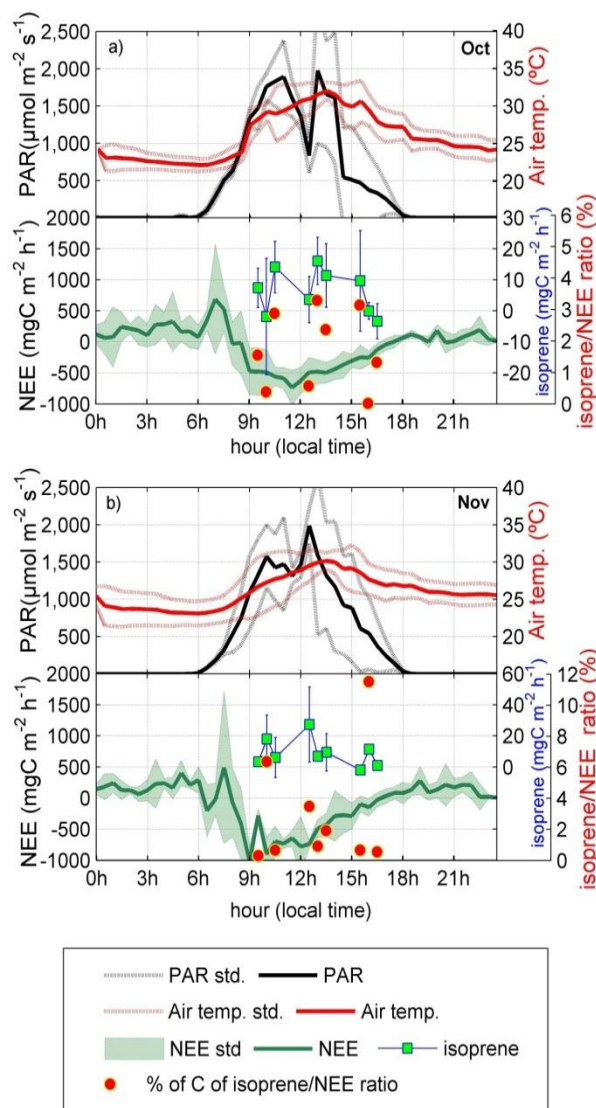 a)
Oct
PAR(µmol m-2 s-1)
2,500
2,000
1,500
1,000
500
Air temp. (ºC)
40
35
30
25
20
NEE (mgC m-2 h-1)
2000
1500
1000
500
0
-500
-1000
isoprene (mgC m-2 h-1)
30
20
10
0
-10
-20
isoprene/NEE ratio (%)
6
5
4
3
2
1
0
0h 3h 6h 9h 12h 15h 18h 21h
hour (local time)
b)
Nov
PAR(µmol m-2 s-1)
2,500
2,000
1,500
1,000
500
Air temp. (ºC)
40
35
30
25
20
NEE (mgC m-2 h-1)
2000
1500
1000
500
0
-500
-1000
isoprene (mgC m-2 h-1)
60
40
20
0
isoprene/NEE
ratio (%)
12
10
8
6
4
2
0
0h 3h 6h 9h 12h 15h 18h 21h
hour (local time)
PAR std. PAR
Air temp. std. Air temp.
NEE std NEE isoprene
% of C of isoprene/NEE ratio